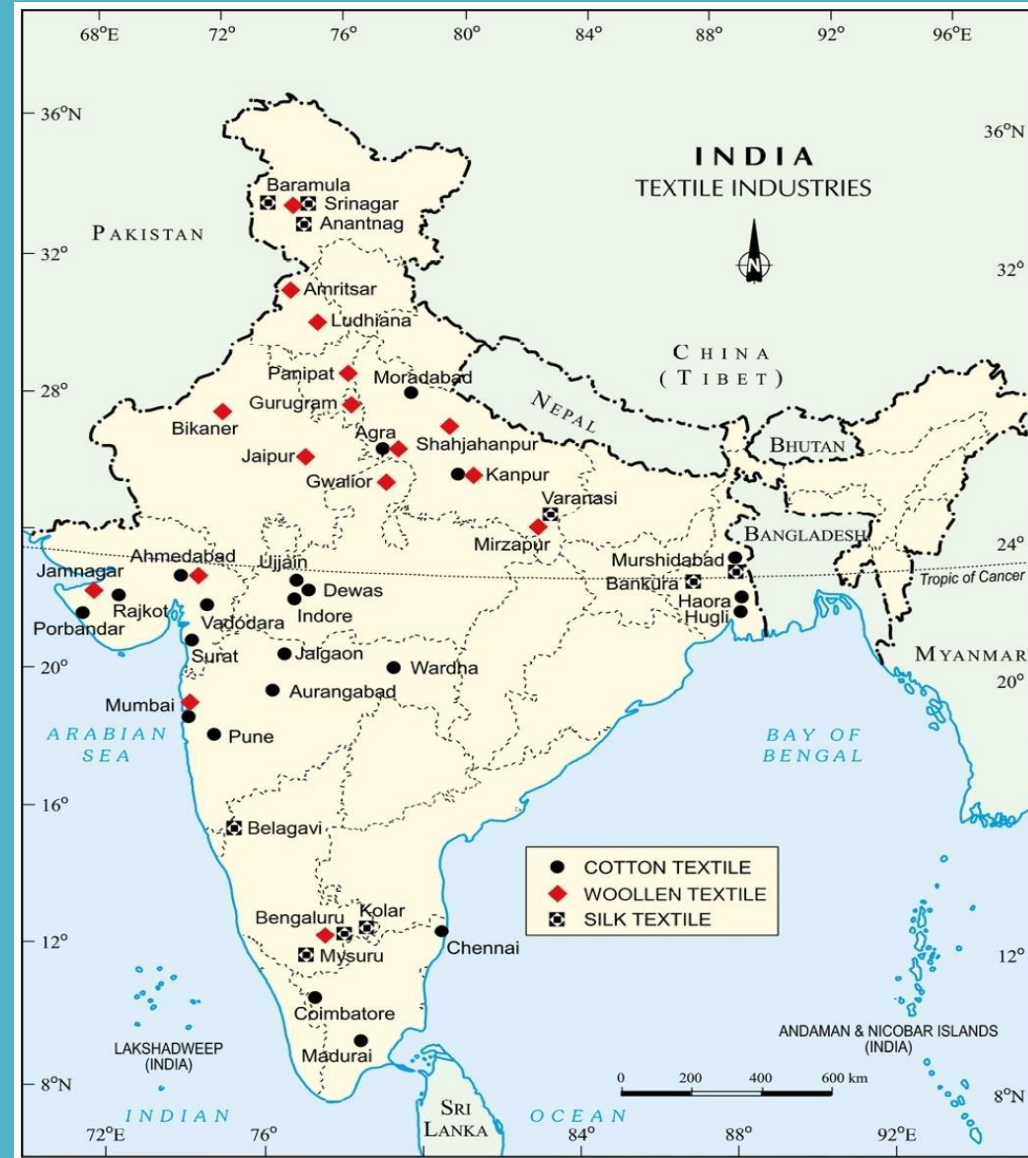 68°E 72° 76° 80° 84° 88° 92° 96°E
36°N
36°N
INDIA
TEXTILE INDUSTRIES
N
Baramula
Srinagar
Anantnag
PAKISTAN
32°
32°
Amritsar
Ludhiana
CHINA
(TIBET)
Panipat
Moradabad
28°
28°
Gurugram
NEPAL
Bikaner
Agra
Shahjahanpur
BHUTAN
Jaipur
Gwalior
Kanpur
Varanasi
Mirzapur
BANGLADESH
24°
Ahmedabad
Ujjain
Murshidabad
Jamnagar
Dewas
Bankura
Tropic of Cancer
Rajkot
Indore
Haora
Porbandar
Vadodara
Hugli
Surat
Jalgaon
Wardha
MYANMAR
20°
20°
Aurangabad
Mumbai
Pune
ARABIAN
SEA
BAY OF
BENGAL
16°
Belagavi
COTTON TEXTILE
WOOLLEN TEXTILE
SILK TEXTILE
Bengaluru
Kolar
12°
12°
Mysuru
Chennai
Coimbatore
Madurai
LAKSHADWEEP
(INDIA)
ANDAMAN & NICOBAR ISLANDS
(INDIA)
0 200 400 600 km
8°N
8°N
INDIAN
SRI
LANKA
OCEAN
72°E 76° 84° 88° 92°E